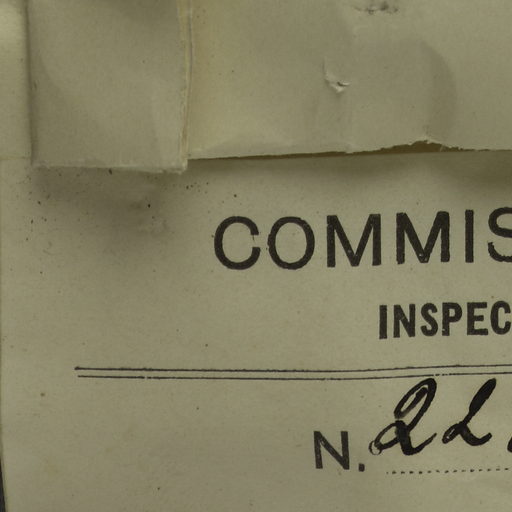 COMMIS
INSPEC
N. 22